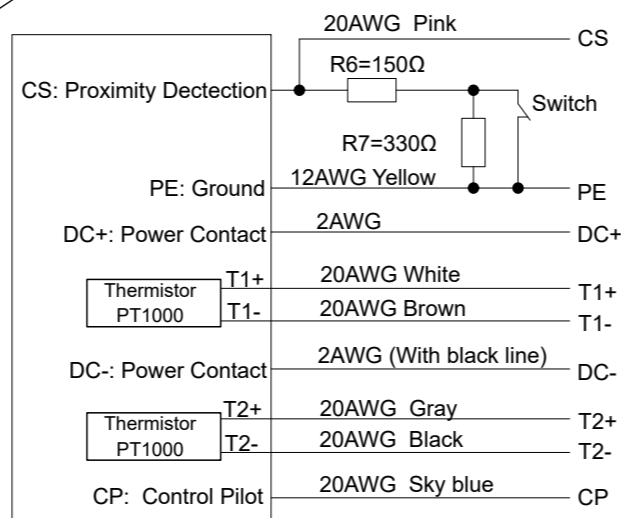 20AWG Pink
CS
CS: Proximity Dectection
R6=150Ω
Switch
R7=330Ω
PE: Ground
12AWG Yellow
PE
DC+: Power Contact
2AWG
DC+
Thermistor
PT1000
T1+
20AWG White
T1+
T1-
20AWG Brown
T1-
DC-: Power Contact
2AWG (With black line)
DC-
Thermistor
PT1000
T2+
20AWG Gray
T2+
T2-
20AWG Black
T2-
CP: Control Pilot
20AWG Sky blue
CP